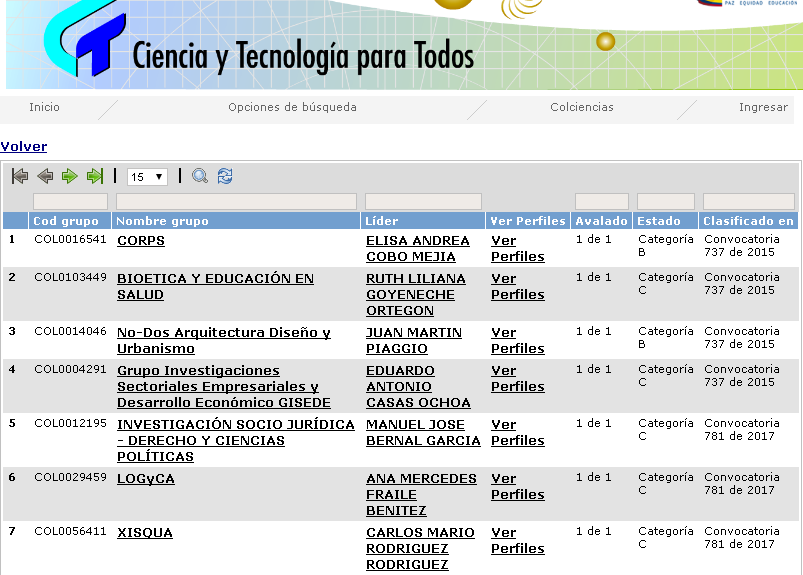 PAZ EQUIDAD EDUCACIÓN
Ciencia y Tecnología para Todos
Inicio
Opciones de búsqueda
Colciencias
Ingresar
Volver
15
Cod grupo Nombre grupo Líder Ver Perfiles Avalado Estado Clasificado en
1 COL0016541 CORPS ELISA ANDREA Ver 1 de 1 Categoría Convocatoria
COBO MEJIA Perfiles B 737 de 2015
2 COL0103449 BIOETICA Y EDUCACIÓN EN RUTH LILIANA Ver 1 de 1 Categoría Convocatoria
SALUD GOYENECHE Perfiles C 737 de 2015
ORTEGON
3 COL0014046 No-Dos Arquitectura Diseño y JUAN MARTIN Ver 1 de 1 Categoría Convocatoria
Urbanismo PIAGGIO Perfiles B 737 de 2015
4 COL0004291 Grupo Investigaciones EDUARDO Ver 1 de 1 Categoría Convocatoria
Sectoriales Empresariales y ANTONIO Perfiles C 737 de 2015
Desarrollo Económico GISEDE CASAS OCHOA
5 COL0012195 INVESTIGACIÓN SOCIO JURÍDICA MANUEL JOSE Ver 1 de 1 Categoría Convocatoria
- DERECHO Y CIENCIAS BERNAL GARCIA Perfiles C 781 de 2017
POLÍTICAS
6 COL0029459 LOGyCA ANA MERCEDES Ver 1 de 1 Categoría Convocatoria
FRAILE Perfiles C 781 de 2017
BENITEZ
7 COL0056411 XISQUA CARLOS MARIO Ver 1 de 1 Categoría Convocatoria
RODRIGUEZ Perfiles C 781 de 2017
RODRIGUEZ